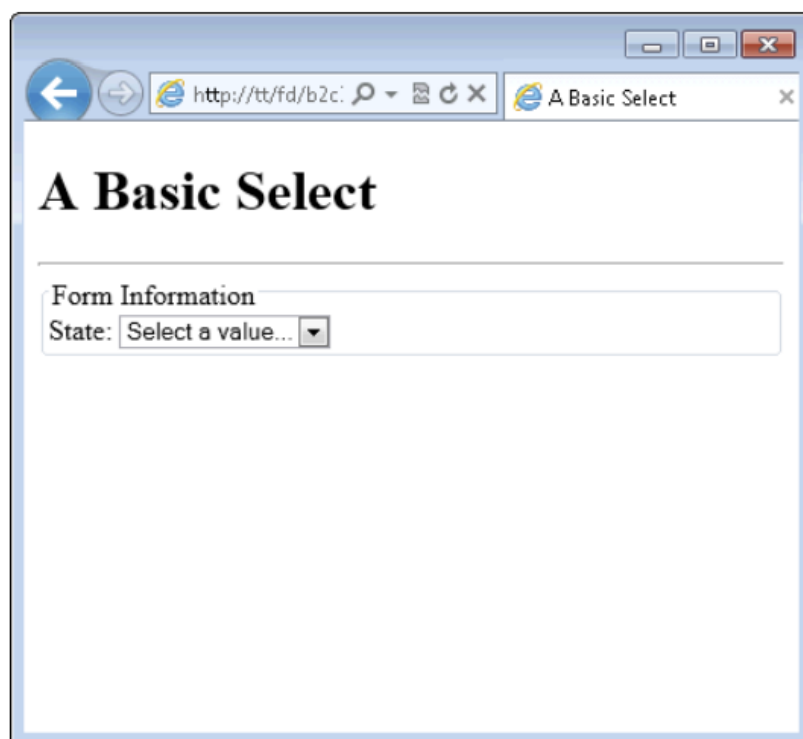 http://tt/fd/b2c
A Basic Select
A Basic Select
Form Information
State: Select a value...